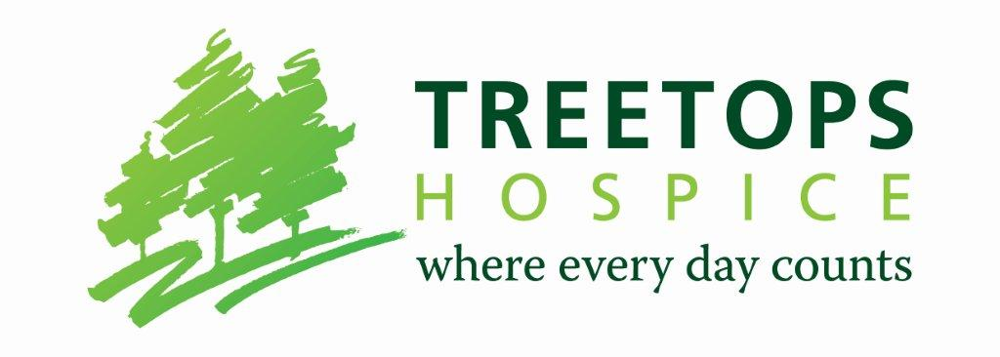 TREETOPS
HOSPICE
where every day counts